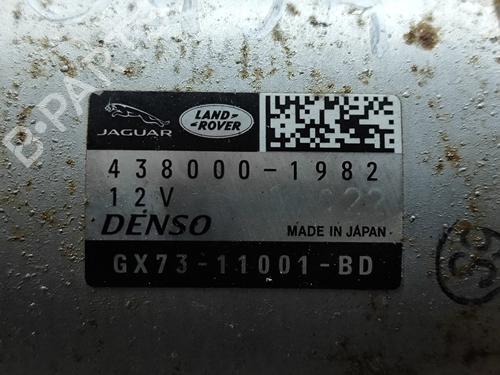 B-PARTS
JAGUAR
LAND
ROVER
438000-1982
12V
DENSO
MADE IN JAPAN
GX73-11001-BD